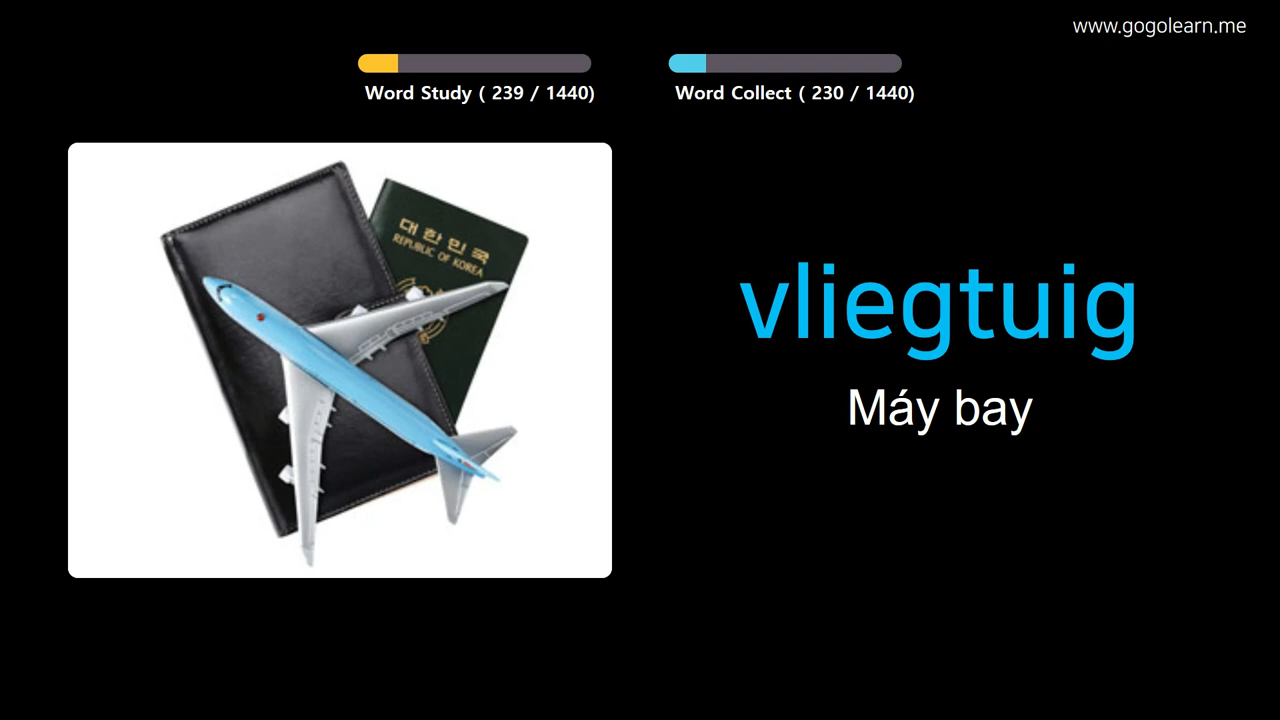 www.gogolearn.me
Word Study ( 239 / 1440)
Word Collect ( 230 / 1440)
대한민국
REPUBLIC OF KOREA
vliegtuig
Máy bay